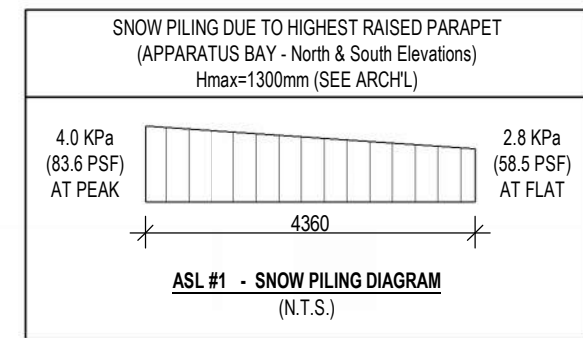 SNOW PILING DUE TO HIGHEST RAISED PARAPET
(APPARATUS BAY - North & South Elevations)
Hmax=1300mm (SEE ARCH'L)
4.0 KPa
(83.6 PSF)
AT PEAK
2.8 KPa
(58.5 PSF)
AT FLAT
4360
ASL #1 - SNOW PILING DIAGRAM
(N.T.S.)